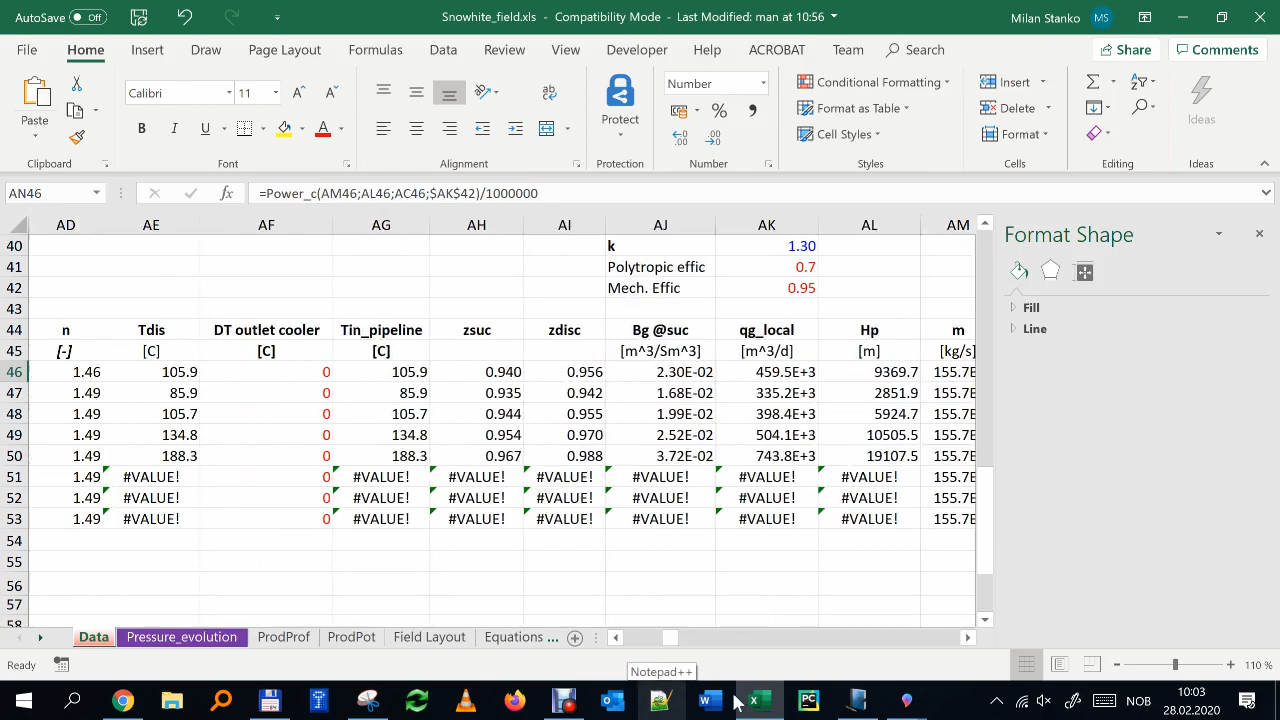 AutoSave Off Snowhite_field.xls - Compatibility Mode - Last Modified: man at 10:56 Milan Stanko MS
File Home Insert Draw Page Layout Formulas Data Review View Developer Help ACROBAT Team Search Share Comments
Calibri 11 Number Conditional Formatting Insert
Paste B I U A Protect Format as Table Delete Ideas
Cell Styles Format
Clipboard Font Alignment Protection Number Styles Cells Editing Ideas
AN46 fx =Power_c(AM46;AL46;AC46;$AK$42)/1000000
AD AE AF AG AH AI AJ AK AL AM
Format Shape
Fill
Line
40 k 1.30
41 Polytropic effic 0.7
42 Mech. Effic 0.95
43
44 n Tdis DT outlet cooler Tin_pipeline zsuc zdisc Bg @suc qg_local Hp m
45 [-] [C] [C] [C] [m^3/Sm^3] [m^3/d] [m] [kg/s]
46 1.46 105.9 0 105.9 0.940 0.956 2.30E-02 459.5E+3 9369.7 155.7E
47 1.49 85.9 0 85.9 0.935 0.942 1.68E-02 335.2E+3 2851.9 155.7E
48 1.49 105.7 0 105.7 0.944 0.955 1.99E-02 398.4E+3 5924.7 155.7E
49 1.49 134.8 0 134.8 0.954 0.970 2.52E-02 504.1E+3 10505.5 155.7E
50 1.49 188.3 0 188.3 0.967 0.988 3.72E-02 743.8E+3 19107.5 155.7E
51 1.49 #VALUE! 0 #VALUE! #VALUE! #VALUE! #VALUE! #VALUE! #VALUE! 155.7E
52 1.49 #VALUE! 0 #VALUE! #VALUE! #VALUE! #VALUE! #VALUE! #VALUE! 155.7E
53 1.49 #VALUE! 0 #VALUE! #VALUE! #VALUE! #VALUE! #VALUE! #VALUE! 155.7E
54
55
56
57
58
Data Pressure_evolution ProdProf ProdPot Field Layout Equations ...
Ready Notepad++ 110 %
NOB 10:03
28.02.2020